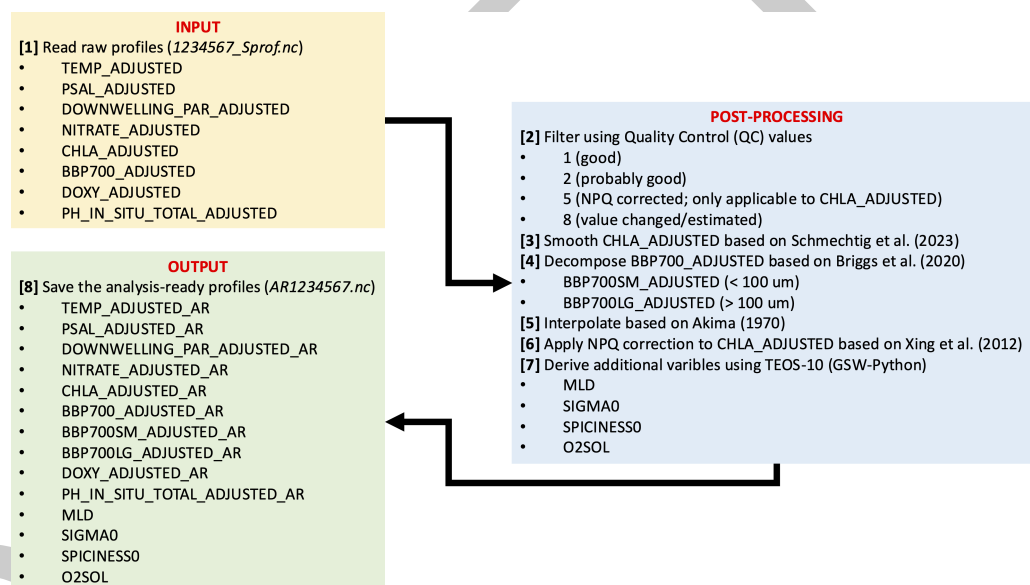 INPUT
[1] Read raw profiles (1234567_Sprof.nc)
• TEMP_ADJUSTED
• PSAL_ADJUSTED
• DOWNWELLING_PAR_ADJUSTED
• NITRATE_ADJUSTED
• CHLA_ADJUSTED
• BBP700_ADJUSTED
• DOXY_ADJUSTED
• PH_IN_SITU_TOTAL_ADJUSTED
POST-PROCESSING
[2] Filter using Quality Control (QC) values
• 1 (good)
• 2 (probably good)
• 5 (NPQ corrected; only applicable to CHLA_ADJUSTED)
• 8 (value changed/estimated)
[3] Smooth CHLA_ADJUSTED based on Schmechtig et al. (2023)
[4] Decompose BBP700_ADJUSTED based on Briggs et al. (2020)
• BBP700SM_ADJUSTED (< 100 um)
• BBP700LG_ADJUSTED (> 100 um)
[5] Interpolate based on Akima (1970)
[6] Apply NPQ correction to CHLA_ADJUSTED based on Xing et al. (2012)
[7] Derive additional varibles using TEOS-10 (GSW-Python)
• MLD
• SIGMA0
• SPICINESS0
• O2SOL
OUTPUT
[8] Save the analysis-ready profiles (AR1234567.nc)
• TEMP_ADJUSTED_AR
• PSAL_ADJUSTED_AR
• DOWNWELLING_PAR_ADJUSTED_AR
• NITRATE_ADJUSTED_AR
• CHLA_ADJUSTED_AR
• BBP700_ADJUSTED_AR
• BBP700SM_ADJUSTED_AR
• BBP700LG_ADJUSTED_AR
• DOXY_ADJUSTED_AR
• PH_IN_SITU_TOTAL_ADJUSTED_AR
• MLD
• SIGMA0
• SPICINESS0
• O2SOL